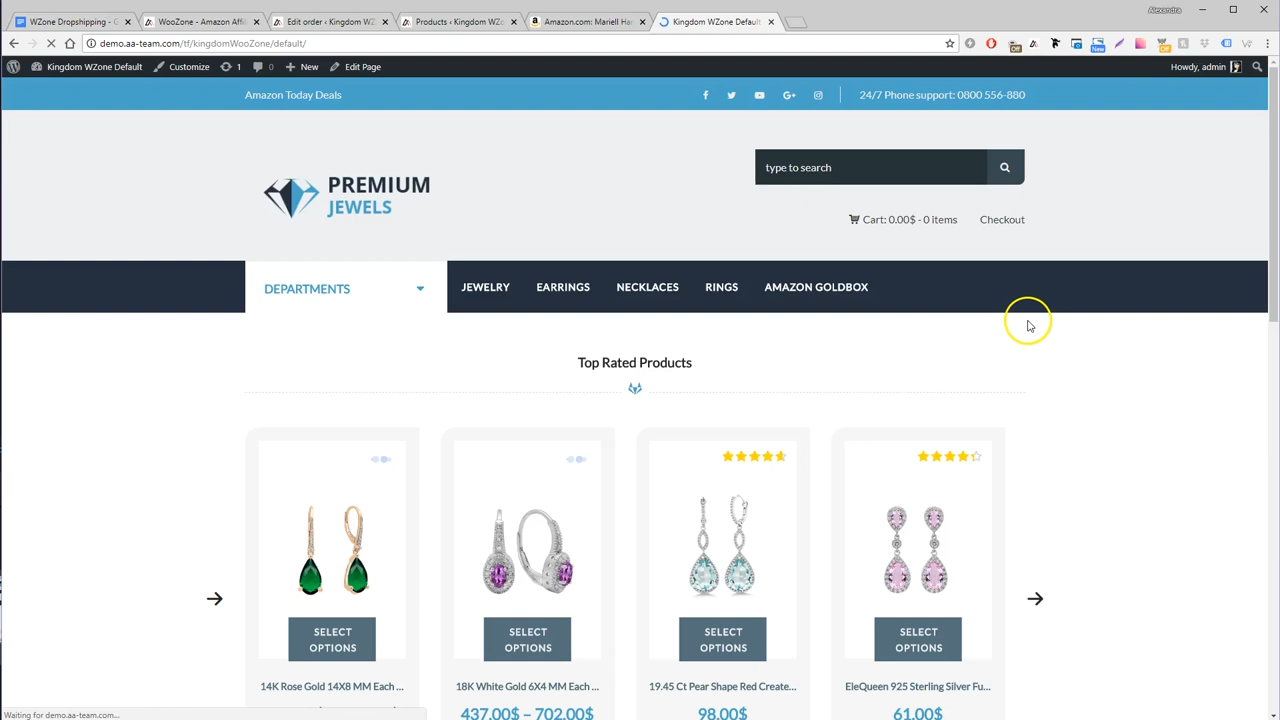 WZone Dropshipping - G
WooZone - Amazon Affi
Edit order ‹ Kingdom W
Products ‹ Kingdom WZ
Amazon.com: Mariell H
Kingdom WZone Default
Alexandra
demo.aa-team.com/tf/kingdomWooZone/default/
Kingdom WZone Default
Customize
1
0
New
Edit Page
Howdy, admin
Amazon Today Deals
24/7 Phone support: 0800 556-880
PREMIUM
JEWELS
type to search
Cart: 0.00$ - 0 items
Checkout
DEPARTMENTS
JEWELRY
EARRINGS
NECKLACES
RINGS
AMAZON GOLDBOX
Top Rated Products
SELECT
OPTIONS
SELECT
OPTIONS
SELECT
OPTIONS
SELECT
OPTIONS
14K Rose Gold 14X8 MM Each ...
18K White Gold 6X4 MM Each ...
19.45 Ct Pear Shape Red Create...
EleQueen 925 Sterling Silver Fu...
437.00$ – 702.00$
98.00$
61.00$
Waiting for demo.aa-team.com...